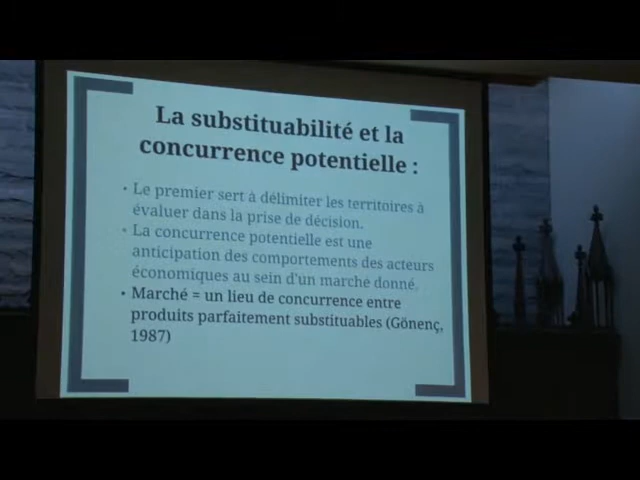 La substituabilité et la
concurrence potentielle :
• Le premier sert à délimiter les territoires à
évaluer dans la prise de décision.
• La concurrence potentielle est une
anticipation des comportements des acteurs
économiques au sein d'un marché donné.
• Marché = un lieu de concurrence entre
produits parfaitement substituables (Gönenç,
1987)